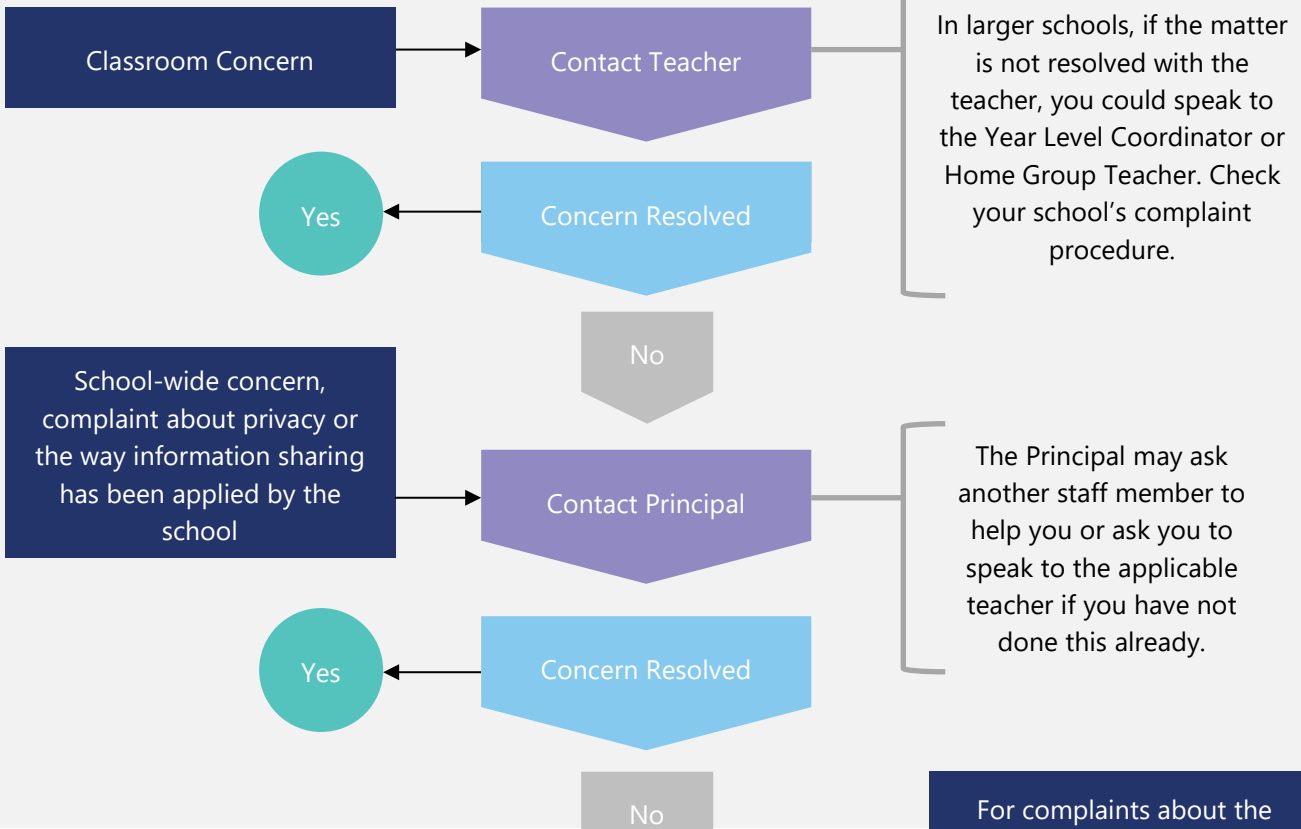 Classroom Concern
Contact Teacher
In larger schools, if the matter
is not resolved with the
teacher, you could speak to
the Year Level Coordinator or
Home Group Teacher. Check
your school’s complaint
procedure.
Yes
Concern Resolved
No
School-wide concern,
complaint about privacy or
the way information sharing
has been applied by the
school
Contact Principal
The Principal may ask
another staff member to
help you or ask you to
speak to the applicable
teacher if you have not
done this already.
Yes
Concern Resolved
No
For complaints about the